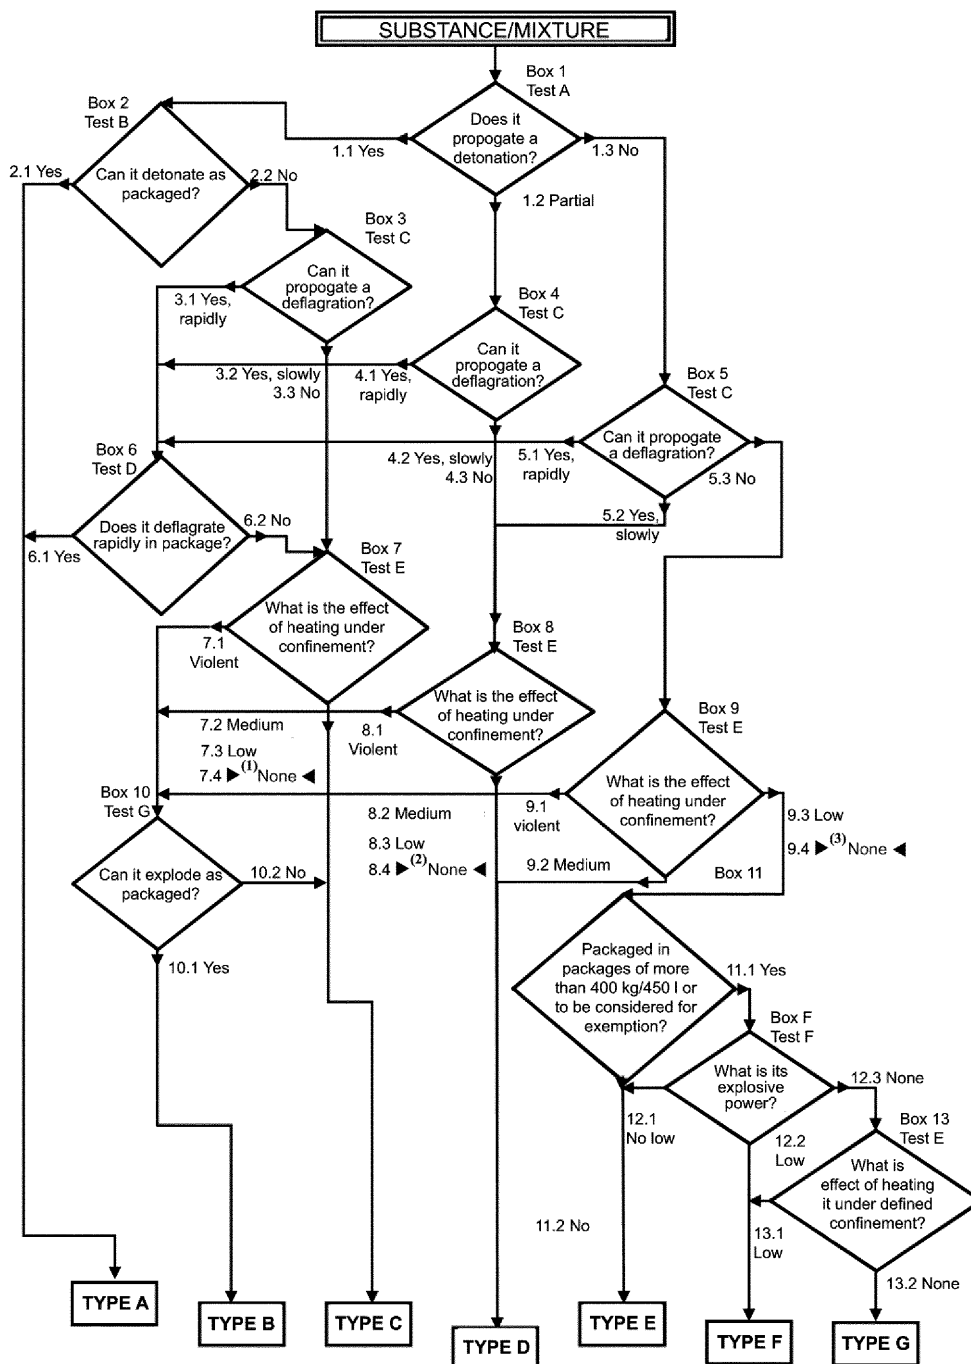 SUBSTANCE/MIXTURE
Box 1
Test A
Does it
propogate a
detonation?
1.1 Yes
1.3 No
1.2 Partial
Box 2
Test B
Can it detonate as
packaged?
2.1 Yes
2.2 No
Box 3
Test C
Can it
propogate a
deflagration?
3.1 Yes,
rapidly
3.2 Yes, slowly
3.3 No
Box 4
Test C
Can it
propogate a
deflagration?
4.1 Yes,
rapidly
4.2 Yes, slowly
4.3 No
Box 5
Test C
Can it propogate
a deflagration?
5.1 Yes,
rapidly
5.3 No
5.2 Yes,
slowly
Box 6
Test D
Does it deflagrate
rapidly in package?
6.1 Yes
6.2 No
Box 7
Test E
What is the effect
of heating under
confinement?
7.1
Violent
7.2 Medium
7.3 Low
7.4 ►(1) None ◄
Box 8
Test E
What is the effect
of heating under
confinement?
8.1
Violent
8.2 Medium
8.3 Low
8.4 ►(2) None ◄
Box 9
Test E
What is the effect
of heating under
confinement?
9.1
violent
9.2 Medium
9.3 Low
9.4 ►(3) None ◄
Box 10
Test G
Can it explode as
packaged?
10.2 No
10.1 Yes
Box 11
Packaged in
packages of more
than 400 kg/450 l or
to be considered for
exemption?
11.1 Yes
11.2 No
Box F
Test F
What is its
explosive
power?
12.1
No low
12.2
Low
12.3 None
Box 13
Test E
What is
effect of heating
it under defined
confinement?
13.1
Low
13.2 None
TYPE A
TYPE B
TYPE C
TYPE D
TYPE E
TYPE F
TYPE G